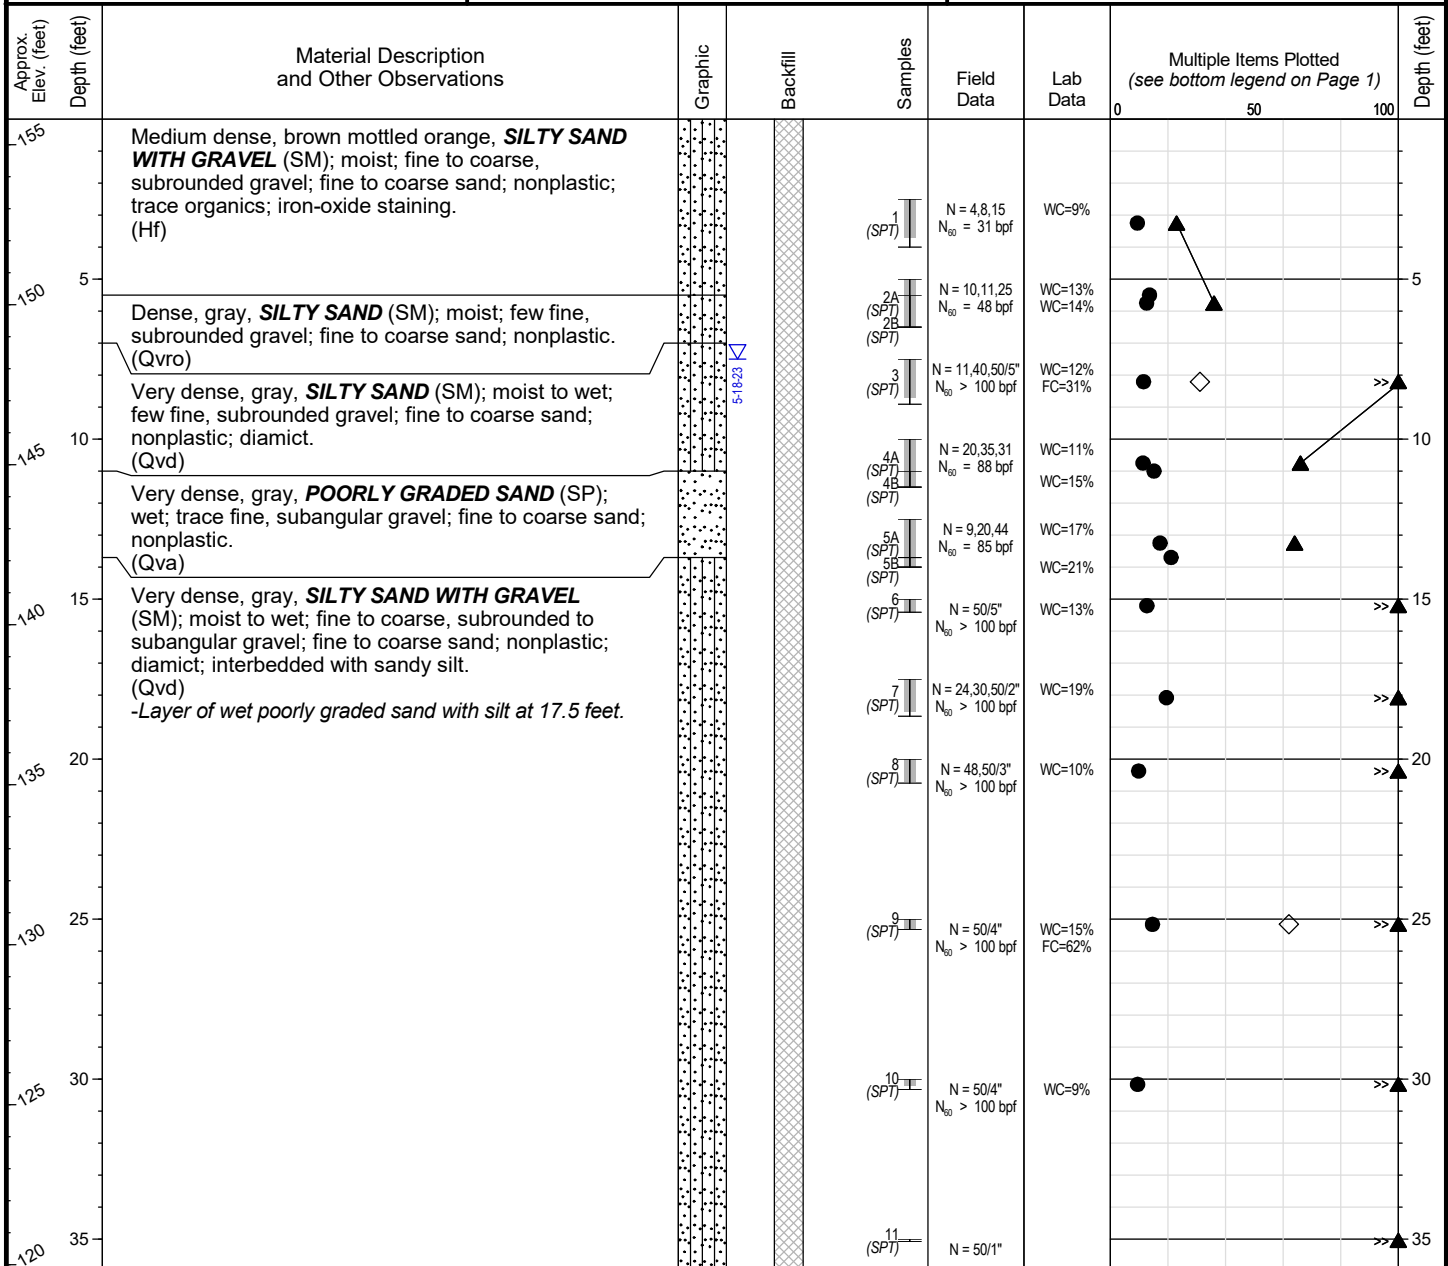 Approx.
Elev. (feet)
Depth (feet)
Material Description
and Other Observations
Graphic
Backfill
Samples
Field
Data
Lab
Data
Multiple Items Plotted
(see bottom legend on Page 1)
0 50 100
Depth (feet)
155
Medium dense, brown mottled orange, SILTY SAND
WITH GRAVEL (SM); moist; fine to coarse,
subrounded gravel; fine to coarse sand; nonplastic;
trace organics; iron-oxide staining.
(Hf)
1
(SPT)
N = 4,8,15
N60 = 31 bpf
WC=9%
5
5
150
Dense, gray, SILTY SAND (SM); moist; few fine,
subrounded gravel; fine to coarse sand; nonplastic.
(Qvro)
2A
(SPT)
2B
(SPT)
N = 10,11,25
N60 = 48 bpf
WC=13%
WC=14%
5-18-23
Very dense, gray, SILTY SAND (SM); moist to wet;
few fine, subrounded gravel; fine to coarse sand;
nonplastic; diamict.
(Qvd)
3
(SPT)
N = 11,40,50/5"
N60 > 100 bpf
WC=12%
FC=31%
>>
10
10
145
4A
(SPT)
4B
(SPT)
N = 20,35,31
N60 = 88 bpf
WC=11%
WC=15%
Very dense, gray, POORLY GRADED SAND (SP);
wet; trace fine, subangular gravel; fine to coarse sand;
nonplastic.
(Qva)
5A
(SPT)
5B
(SPT)
N = 9,20,44
N60 = 85 bpf
WC=17%
WC=21%
15
15
140
Very dense, gray, SILTY SAND WITH GRAVEL
(SM); moist to wet; fine to coarse, subrounded to
subangular gravel; fine to coarse sand; nonplastic;
diamict; interbedded with sandy silt.
(Qvd)
-Layer of wet poorly graded sand with silt at 17.5 feet.
6
(SPT)
N = 50/5"
N60 > 100 bpf
WC=13%
>>
7
(SPT)
N = 24,30,50/2"
N60 > 100 bpf
WC=19%
>>
20
20
135
8
(SPT)
N = 48,50/3"
N60 > 100 bpf
WC=10%
>>
25
25
130
9
(SPT)
N = 50/4"
N60 > 100 bpf
WC=15%
FC=62%
>>
30
30
125
10
(SPT)
N = 50/4"
N60 > 100 bpf
WC=9%
>>
35
35
120
11
(SPT)
N = 50/1"
>>